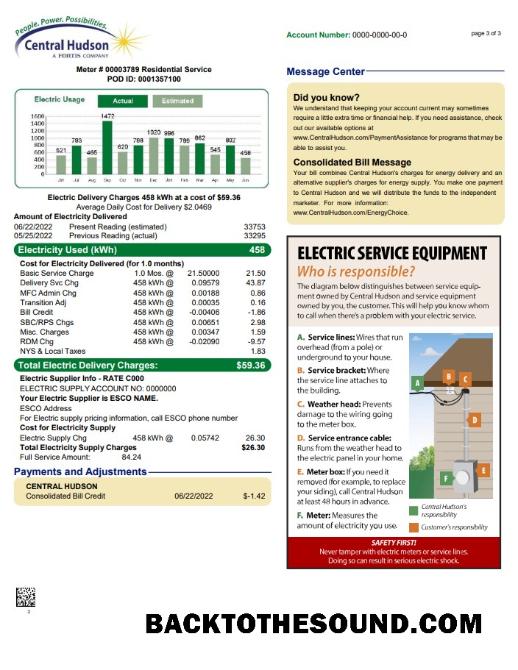 People. Power. Possibilities.
Central Hudson
A FORTIS COMPANY
Account Number: 0000-0000-00-0
page 3 of 3
Meter # 00003789 Residential Service
POD ID: 0001357100
Electric Usage
Actual
Estimated
1600
1400
1200
1000
800
600
400
200
0
521
783
466
1472
620
788
1020
996
786
862
545
802
458
Jun
Jul
Aug
Sep
Oct
Nov
Dec
Jan
Feb
Mar
Apr
May
Jun
Electric Delivery Charges 458 kWh at a cost of $59.36
Average Daily Cost for Delivery $2.0469
Amount of Electricity Delivered
06/22/2022 Present Reading (estimated) 33753
05/25/2022 Previous Reading (actual) 33295
Electricity Used (kWh) 458
Cost for Electricity Delivered (for 1.0 months)
Basic Service Charge 1.0 Mos. @ 21.50000 21.50
Delivery Svc Chg 458 kWh @ 0.09579 43.87
MFC Admin Chg 458 kWh @ 0.00188 0.86
Transition Adj 458 kWh @ 0.00035 0.16
Bill Credit 458 kWh @ -0.00406 -1.86
SBC/RPS Chgs 458 kWh @ 0.00651 2.98
Misc. Charges 458 kWh @ 0.00347 1.59
RDM Chg 458 kWh @ -0.02090 -9.57
NYS & Local Taxes 1.83
Total Electric Delivery Charges: $59.36
Electric Supplier Info - RATE C000
ELECTRIC SUPPLY ACCOUNT NO: 0000000
Your Electric Supplier is ESCO NAME.
ESCO Address
For Electric supply pricing information, call ESCO phone number
Cost for Electricity Supply
Electric Supply Chg 458 kWh @ 0.05742 26.30
Total Electricity Supply Charges $26.30
Full Service Amount: 84.24
Payments and Adjustments
CENTRAL HUDSON
Consolidated Bill Credit 06/22/2022 $-1.42
Message Center
Did you know?
We understand that keeping your account current may sometimes
require a little extra time or financial help. If you need assistance, check
out our available options at
www.CentralHudson.com/PaymentAssistance for programs that may be
able to assist you.
Consolidated Bill Message
Your bill combines Central Hudson's charges for energy delivery and an
alternative supplier's charges for energy supply. You make one payment
to Central Hudson and we will distribute the funds to the independent
marketer. For more information:
www.CentralHudson.com/EnergyChoice.
ELECTRIC SERVICE EQUIPMENT
Who is responsible?
The diagram below distinguishes between service equip-
ment owned by Central Hudson and service equipment
owned by you, the customer. This will help you know whom
to call when there's a problem with your electric service.
A. Service lines: Wires that run
overhead (from a pole) or
underground to your house.
B. Service bracket: Where
the service line attaches to
the building.
C. Weather head: Prevents
damage to the wiring going
to the meter box.
D. Service entrance cable:
Runs from the weather head to
the electric panel in your home.
E. Meter box: If you need it
removed (for example, to replace
your siding), call Central Hudson
at least 48 hours in advance.
F. Meter: Measures the
amount of electricity you use.
A
B
C
D
E
F
Central Hudson's
responsibility
Customer's responsibility
SAFETY FIRST!
Never tamper with electric meters or service lines.
Doing so can result in serious electric shock.
BACKTOTHESOUND.COM